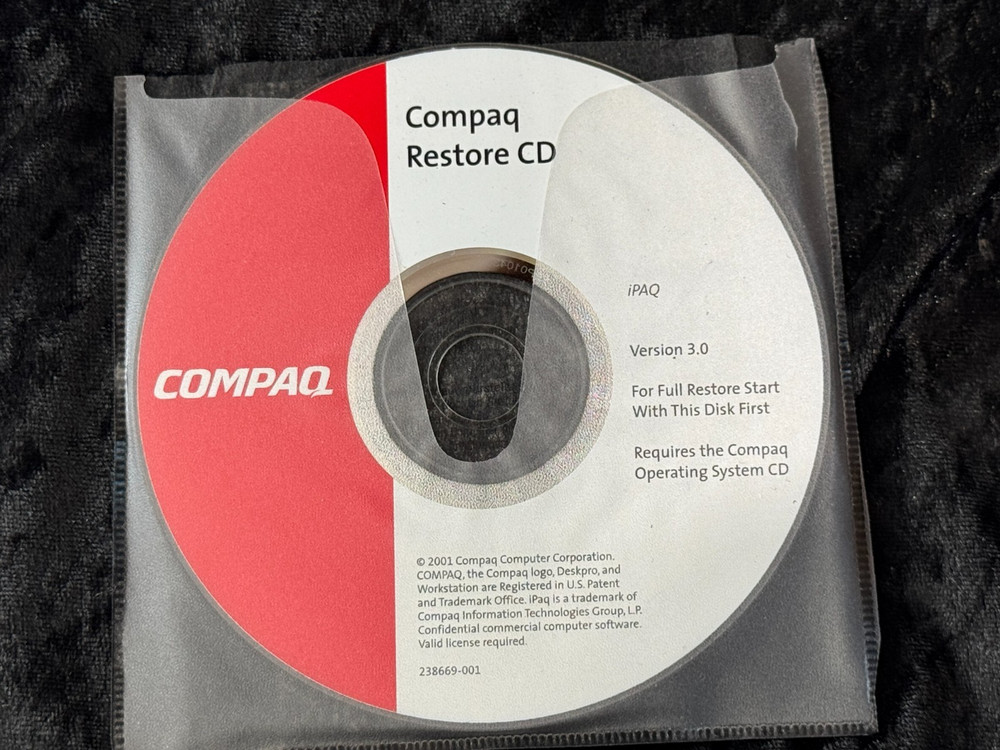 Compaq
Restore CD
iPAQ
Version 3.0
COMPAQ
For Full Restore Start
With This Disk First
Requires the Compaq
Operating System CD
© 2001 Compaq Computer Corporation.
COMPAQ, the Compaq logo, Deskpro, and
Workstation are Registered in U.S. Patent
and Trademark Office. iPaq is a trademark of
Compaq Information Technologies Group, L.P.
Confidential commercial computer software.
Valid license required.
238669-001